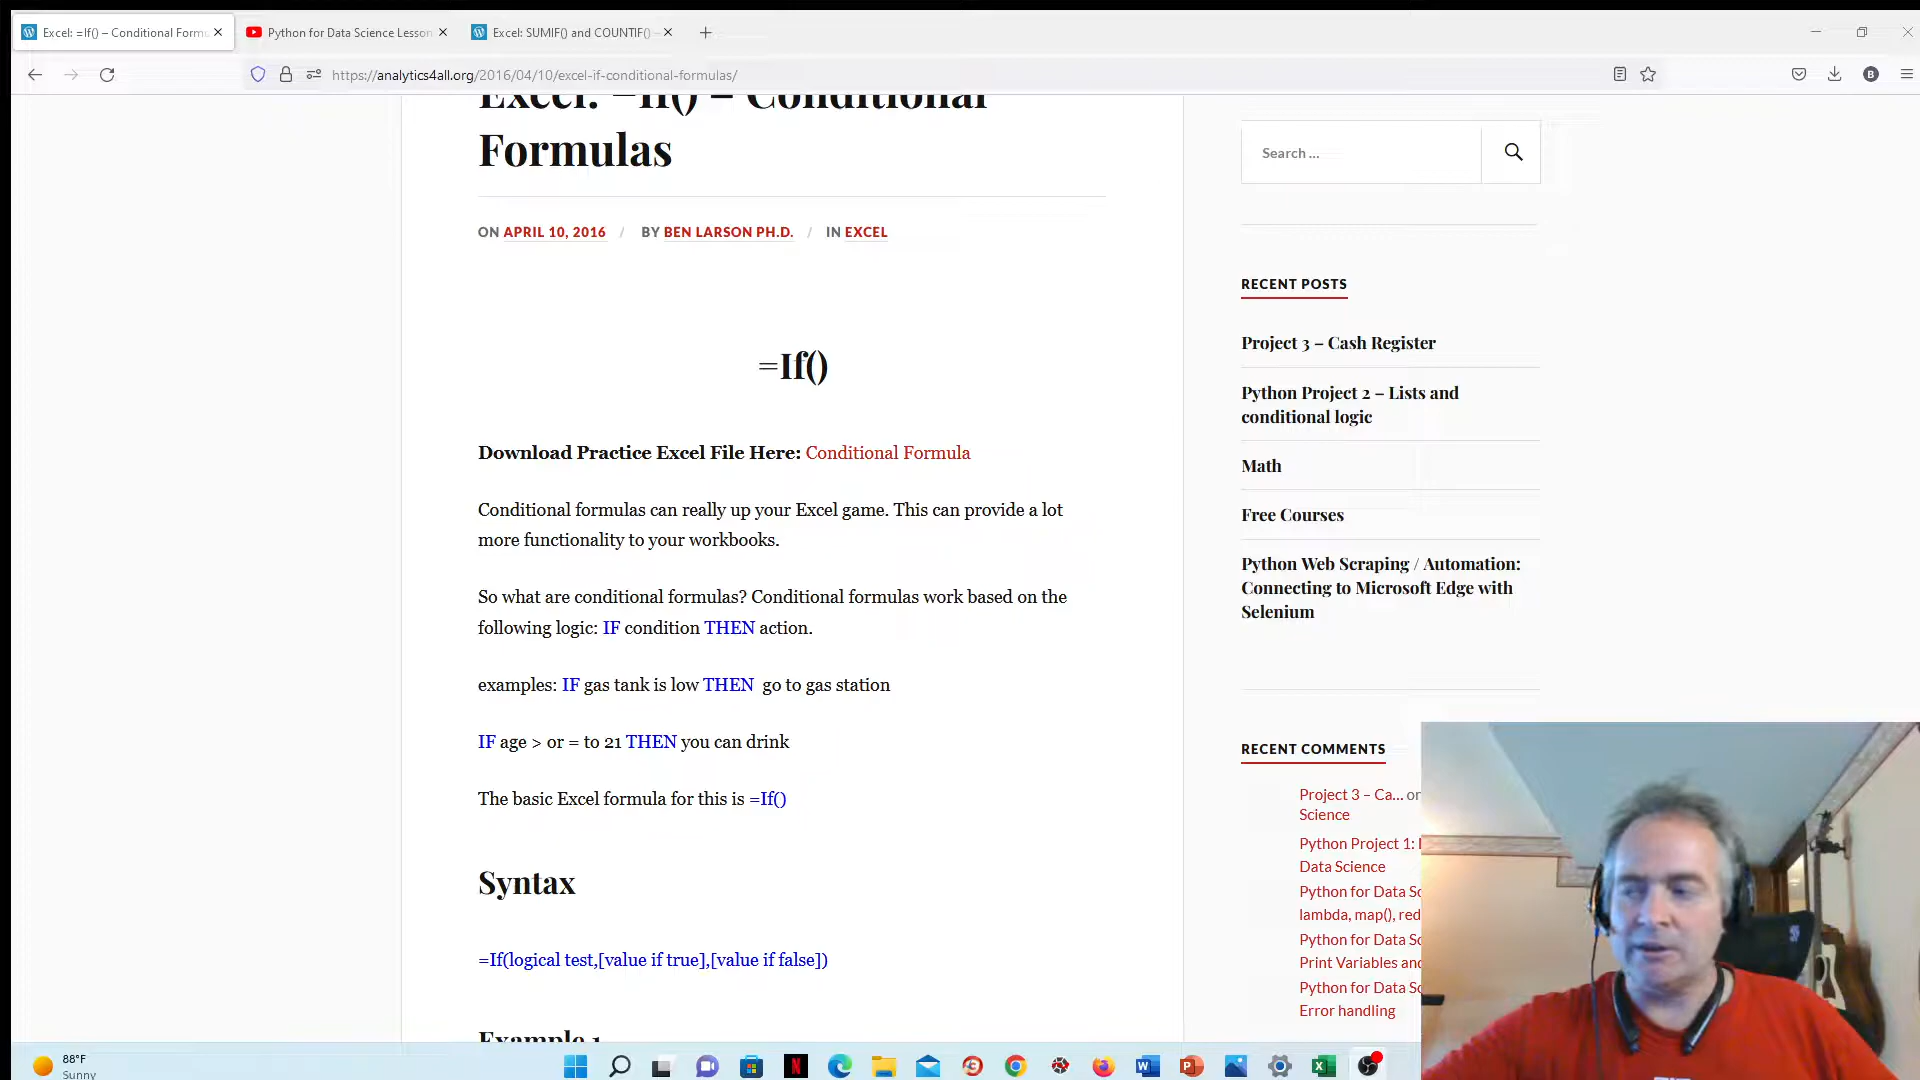 Excel: =If() – Conditional Formu
Python for Data Science Lesson
Excel: SUMIF() and COUNTIF() –
https://analytics4all.org/2016/04/10/excel-if-conditional-formulas/
B
Excel: =If() – Conditional
Formulas
ON APRIL 10, 2016 / BY BEN LARSON PH.D. / IN EXCEL
=If()
Download Practice Excel File Here: Conditional Formula
Conditional formulas can really up your Excel game. This can provide a lot
more functionality to your workbooks.
So what are conditional formulas? Conditional formulas work based on the
following logic: IF condition THEN action.
examples: IF gas tank is low THEN go to gas station
IF age > or = to 21 THEN you can drink
The basic Excel formula for this is =If()
Syntax
=If(logical test,[value if true],[value if false])
Example 1
Search ...
RECENT POSTS
Project 3 – Cash Register
Python Project 2 – Lists and
conditional logic
Math
Free Courses
Python Web Scraping / Automation:
Connecting to Microsoft Edge with
Selenium
RECENT COMMENTS
Project 3 – Ca... on
Science
Python Project 1:
Data Science
Python for Data Sc
lambda, map(), red
Python for Data Sc
Print Variables and
Python for Data Sc
Error handling
88°F
Sunny